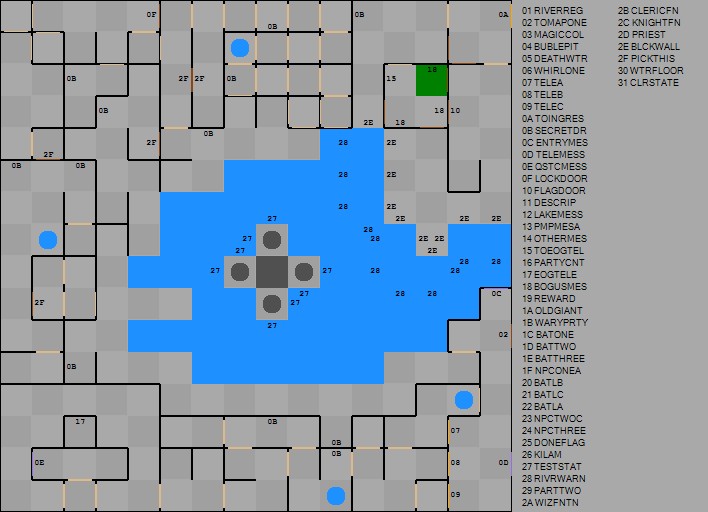 0F 0B 0A
0B
18
0B 2F 2F 0B 15
0B 18 10
2E 18
0B
2F 28 2E
2F
0B 0B
28 2E
28 2E
27 2E 2E 2E
28
27 28 2E 2E
27 2E
28 28
27 27 28
27 28 28 0C
2F 27
27
02
0B
17 0B
07
0B
0B
0E 08 0D
09
01 RIVERREG
02 TOMAPONE
03 MAGICCOL
04 BUBLEPIT
05 DEATHWTR
06 WHIRLONE
07 TELEA
08 TELEB
09 TELEC
0A TOINGRES
0B SECRETDR
0C ENTRYMES
0D TELEMESS
0E QSTCMESS
0F LOCKDOOR
10 FLAGDOOR
11 DESCRIP
12 LAKEMESS
13 PMPMESA
14 OTHERMES
15 TOEOGTEL
16 PARTYCNT
17 EOGTELE
18 BOGUSMES
19 REWARD
1A OLDGIANT
1B WARYPRTY
1C BATONE
1D BATTWO
1E BATTHREE
1F NPCONEA
20 BATLB
21 BATLC
22 BATLA
23 NPCTWOC
24 NPCTHREE
25 DONEFLAG
26 KILAM
27 TESTSTAT
28 RIVRWARN
29 PARTTWO
2A WIZFNTN
2B CLERICFN
2C KNIGHTFN
2D PRIEST
2E BLCKWALL
2F PICKTHIS
30 WTRFLOOR
31 CLRSTATE